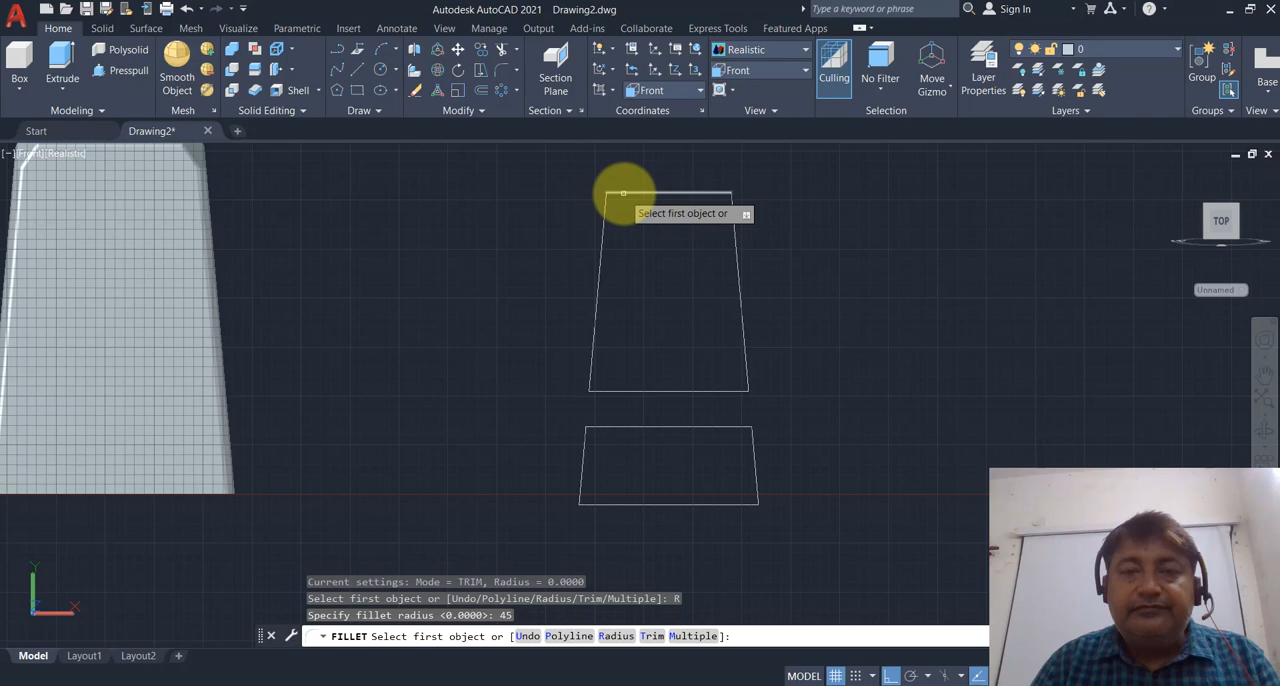 Autodesk AutoCAD 2021 Drawing2.dwg
Type a keyword or phrase
Sign In
Home Solid Surface Mesh Visualize Parametric Insert Annotate View Manage Output Add-ins Collaborate Express Tools Featured Apps
Box
Extrude
Polysolid
Presspull
Smooth
Object
Shell
Section
Plane
Front
Realistic
Front
Culling
No Filter
Move
Gizmo
Layer
Properties
0
Group
Base
Modeling
Mesh
Solid Editing
Draw
Modify
Section
Coordinates
View
Selection
Layers
Groups
View
Start
Drawing2*
[−][Front][Realistic]
Select first object or
TOP
Unnamed
Y
X
Current settings: Mode = TRIM, Radius = 0.0000
Select first object or [Undo/Polyline/Radius/Trim/Multiple]: R
Specify fillet radius <0.0000>: 45
FILLET Select first object or [Undo Polyline Radius Trim Multiple]:
Model Layout1 Layout2
MODEL